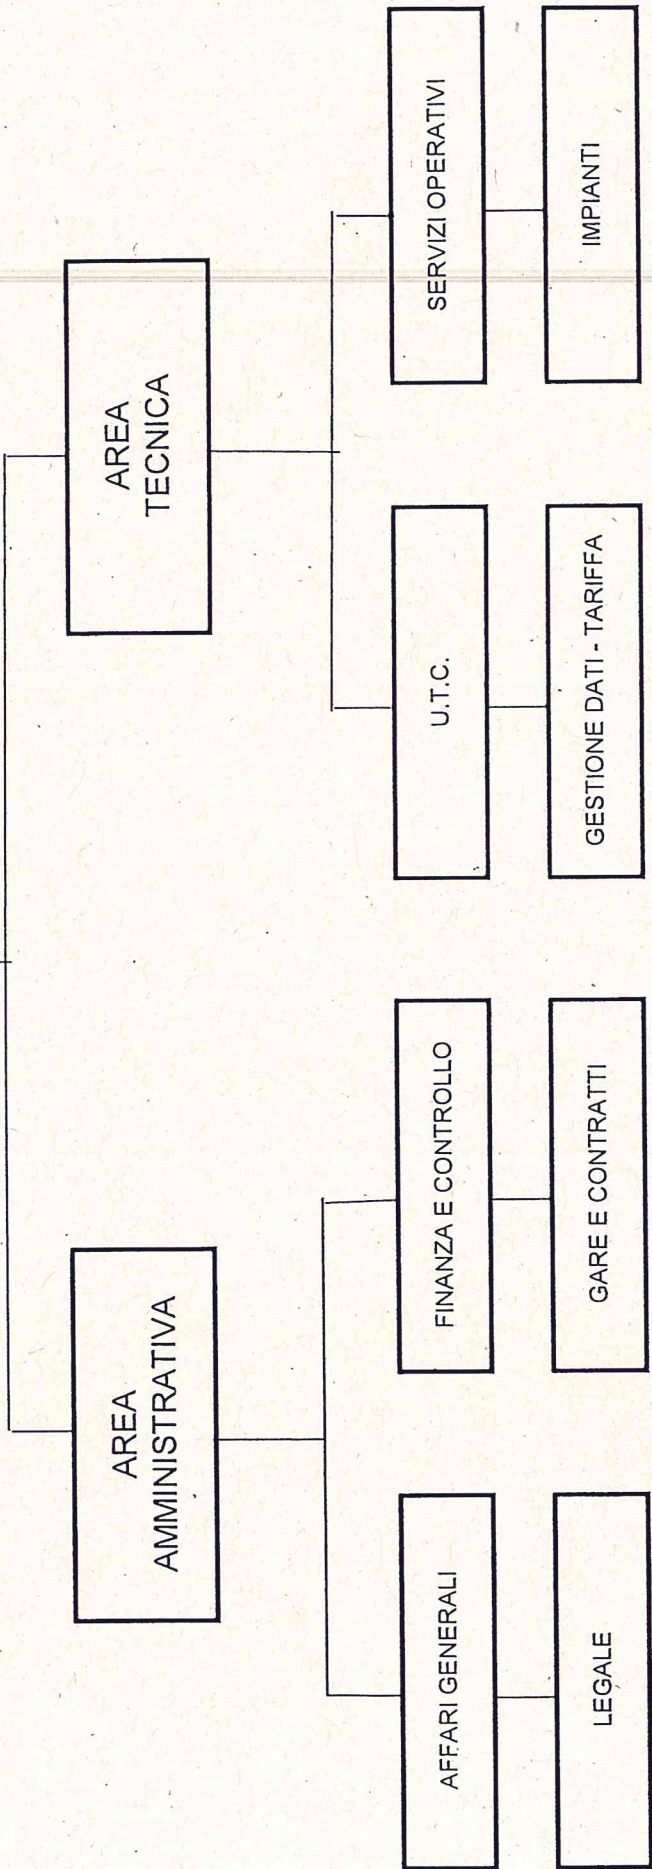 AREA
AMMINISTRATIVA
AREA
TECNICA
AFFARI GENERALI
FINANZA E CONTROLLO
U.T.C.
SERVIZI OPERATIVI
LEGALE
GARE E CONTRATTI
GESTIONE DATI - TARIFFA
IMPIANTI